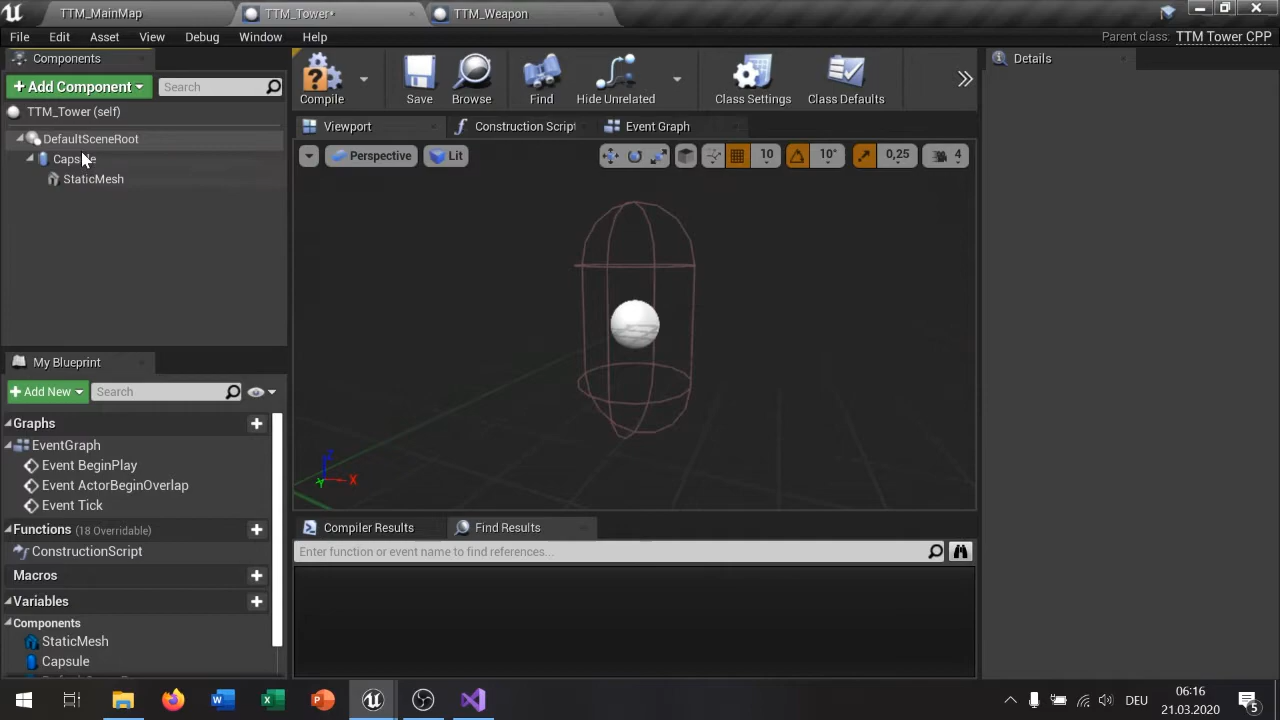 TTM_MainMap
TTM_Tower•
TTM_Weapon
File Edit Asset View Debug Window Help
Parent class: TTM Tower CPP
Components
Details
Add Component
Search
Compile
Save
Browse
Find
Hide Unrelated
Class Settings
Class Defaults
TTM_Tower (self)
Viewport
Construction Script
Event Graph
DefaultSceneRoot
Capsule
StaticMesh
Perspective
Lit
10
10°
0,25
4
Z
X
Y
My Blueprint
Add New
Search
Graphs
EventGraph
Event BeginPlay
Event ActorBeginOverlap
Event Tick
Functions (18 Overridable)
ConstructionScript
Macros
Variables
Components
StaticMesh
Capsule
Compiler Results
Find Results
Enter function or event name to find references...
W
X
P
DEU
06:16
21.03.2020
5